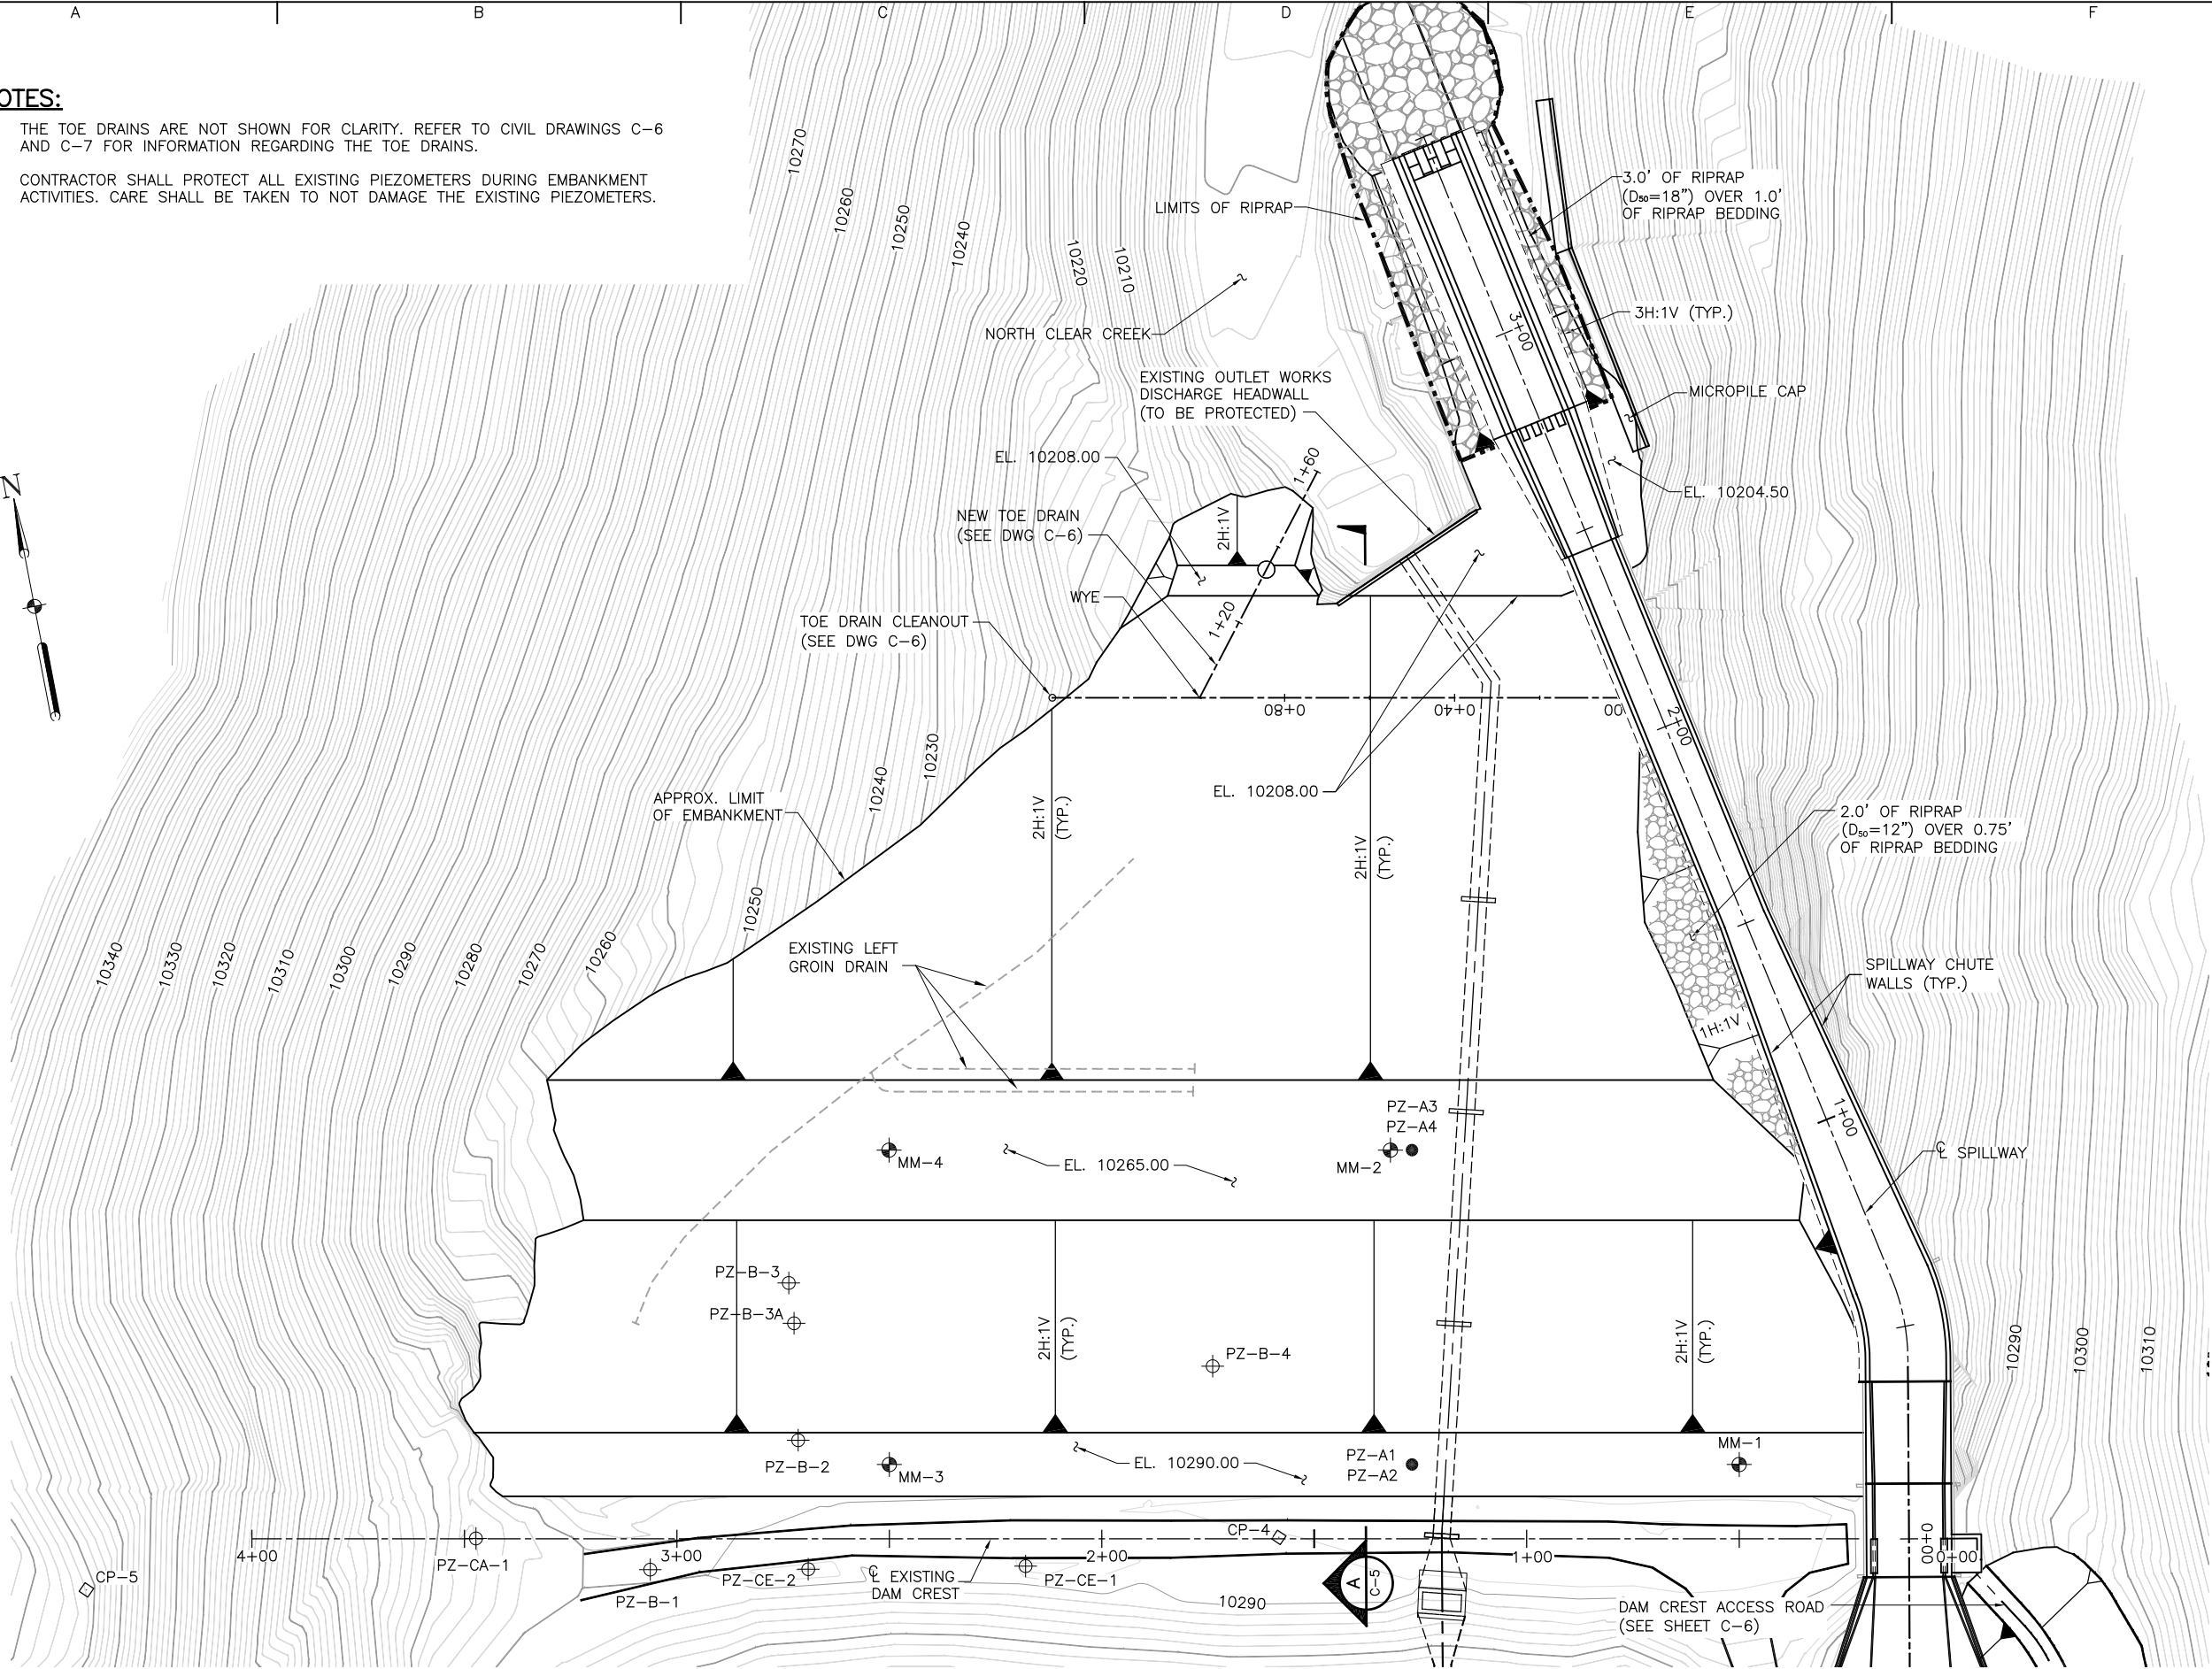 A B C D E F
OTES:
THE TOE DRAINS ARE NOT SHOWN FOR CLARITY. REFER TO CIVIL DRAWINGS C-6
AND C-7 FOR INFORMATION REGARDING THE TOE DRAINS.
CONTRACTOR SHALL PROTECT ALL EXISTING PIEZOMETERS DURING EMBANKMENT
ACTIVITIES. CARE SHALL BE TAKEN TO NOT DAMAGE THE EXISTING PIEZOMETERS.
10270
10260
10250
10240
10220
10210
LIMITS OF RIPRAP
3.0' OF RIPRAP
(D50=18") OVER 1.0'
OF RIPRAP BEDDING
3H:1V (TYP.)
NORTH CLEAR CREEK
3+00
EXISTING OUTLET WORKS
DISCHARGE HEADWALL
(TO BE PROTECTED)
MICROPILE CAP
EL. 10208.00
1+60
EL. 10204.50
N
NEW TOE DRAIN
(SEE DWG C-6)
2H:1V
WYE
1+20
TOE DRAIN CLEANOUT
(SEE DWG C-6)
0+80
0+40
00
2+00
10230
10240
EL. 10208.00
APPROX. LIMIT
OF EMBANKMENT
2H:1V
(TYP.)
2H:1V
(TYP.)
2.0' OF RIPRAP
(D50=12") OVER 0.75'
OF RIPRAP BEDDING
10250
EXISTING LEFT
GROIN DRAIN
10340
10330
10320
10310
10300
10290
10280
10270
10260
SPILLWAY CHUTE
WALLS (TYP.)
1H:1V
1+00
PZ-A3
PZ-A4
MM-4
EL. 10265.00
MM-2
℄ SPILLWAY
PZ-B-3
PZ-B-3A
2H:1V
(TYP.)
PZ-B-4
2H:1V
(TYP.)
10290
10300
10310
PZ-B-2
MM-3
EL. 10290.00
PZ-A1
PZ-A2
MM-1
CP-4
4+00
3+00
2+00
1+00
0+00
0+00
PZ-CA-1
CP-5
PZ-B-1
PZ-CE-2
℄ EXISTING
DAM CREST
PZ-CE-1
10290
A
C-5
DAM CREST ACCESS ROAD
(SEE SHEET C-6)